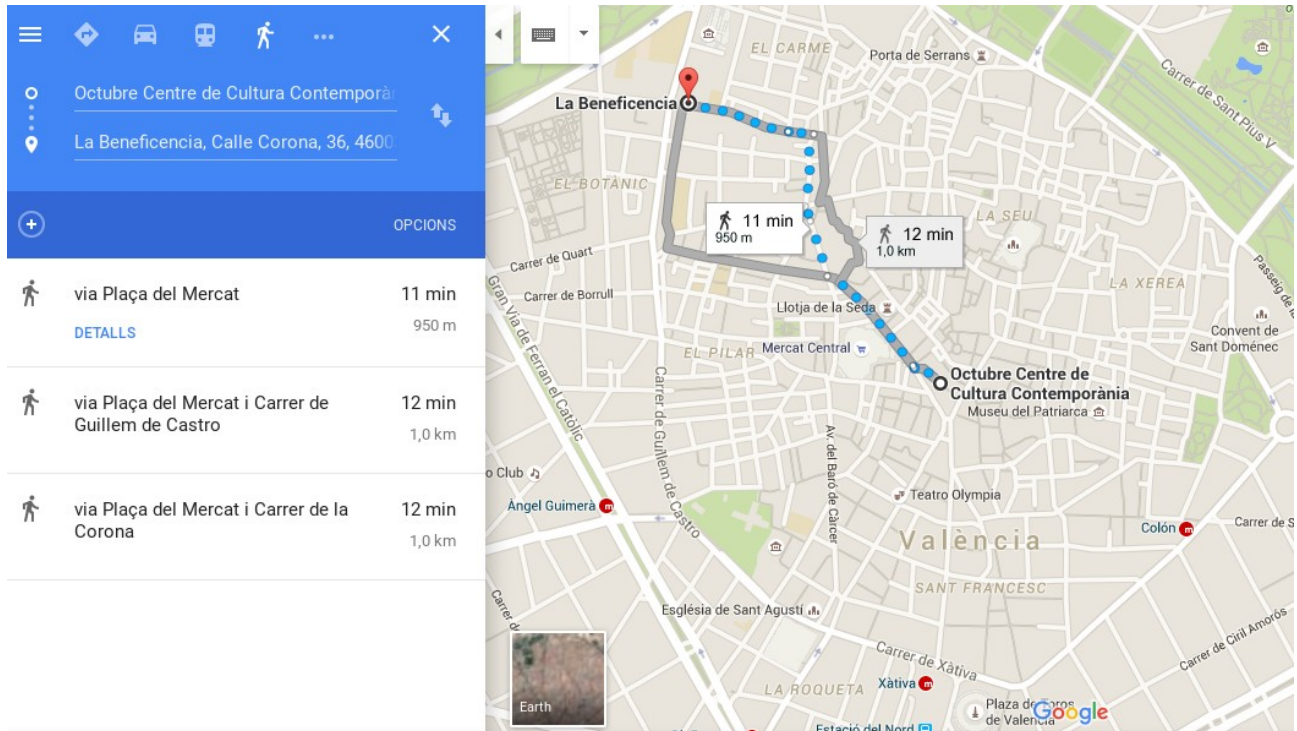 Octubre Centre de Cultura Contemporàn
La Beneficencia, Calle Corona, 36, 4600
OPCIONS
via Plaça del Mercat
11 min
DETALLS
950 m
via Plaça del Mercat i Carrer de
Guillem de Castro
12 min
1,0 km
via Plaça del Mercat i Carrer de la
Corona
12 min
1,0 km
EL CARME
Porta de Serrans
Carrer de Sant Pius V
La Beneficencia
EL BOTÀNIC
11 min
950 m
12 min
1,0 km
LA SEU
Carrer de Quart
Carrer de Borrull
LA XEREA
Passeig de la
Gran Via de Ferran el Catòlic
Llotja de la Seda
Convent de
Sant Domènec
EL PILAR
Mercat Central
Octubre Centre de
Cultura Contemporània
Museu del Patriarca
Carrer de Guillem de Castro
Av. del Baró de Càrcer
o Club
Àngel Guimerà
Teatro Olympia
València
Colón
Carrer de S
SANT FRANCESC
Església de Sant Agustí
Carrer de
Carrer de Xàtiva
Carrer de Ciril Amorós
LA ROQUETA
Xàtiva
Plaza de Toros
de Valencia
Google
Earth
Estació del Nord